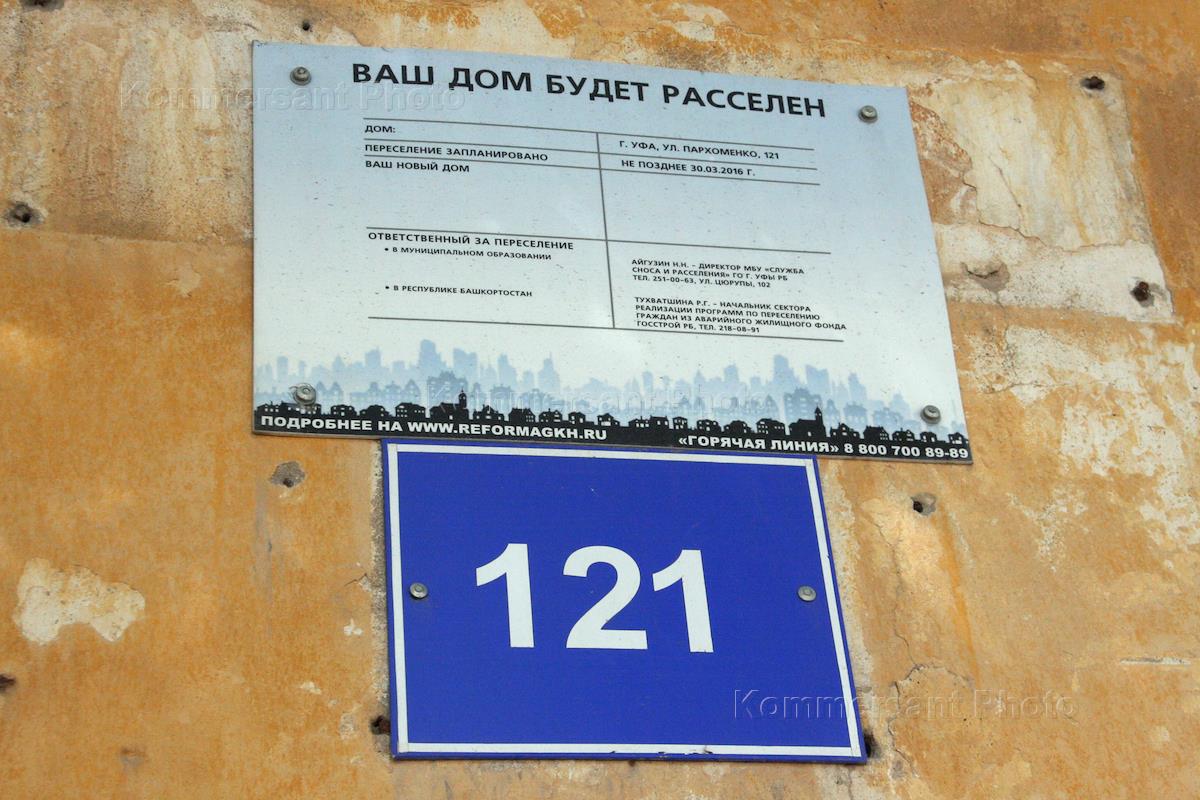 ВАШ ДОМ БУДЕТ РАССЕЛЕН
ДОМ:
Г. УФА, УЛ. ПАРХОМЕНКО, 121
ПЕРЕСЕЛЕНИЕ ЗАПЛАНИРОВАНО
НЕ ПОЗДНЕЕ 30.03.2016 Г.
ВАШ НОВЫЙ ДОМ
ОТВЕТСТВЕННЫЙ ЗА ПЕРЕСЕЛЕНИЕ
• В МУНИЦИПАЛЬНОМ ОБРАЗОВАНИИ
АЙГУЗИН Н.Н. – ДИРЕКТОР МБУ «СЛУЖБА
СНОСА И РАССЕЛЕНИЯ» ГО Г. УФЫ РБ
ТЕЛ. 251-00-63, УЛ. ЦЮРУПЫ, 102
• В РЕСПУБЛИКЕ БАШКОРТОСТАН
ТУХВАТШИНА Р.Г. – НАЧАЛЬНИК СЕКТОРА
РЕАЛИЗАЦИИ ПРОГРАММ ПО ПЕРЕСЕЛЕНИЮ
ГРАЖДАН ИЗ АВАРИЙНОГО ЖИЛИЩНОГО ФОНДА
ГОССТРОЙ РБ, ТЕЛ. 218-08-91
ПОДРОБНЕЕ НА WWW.REFORMAGKH.RU
«ГОРЯЧАЯ ЛИНИЯ» 8 800 700 89-89
121
Kommersant Photo
Kommersant Photo
Kommersant Photo